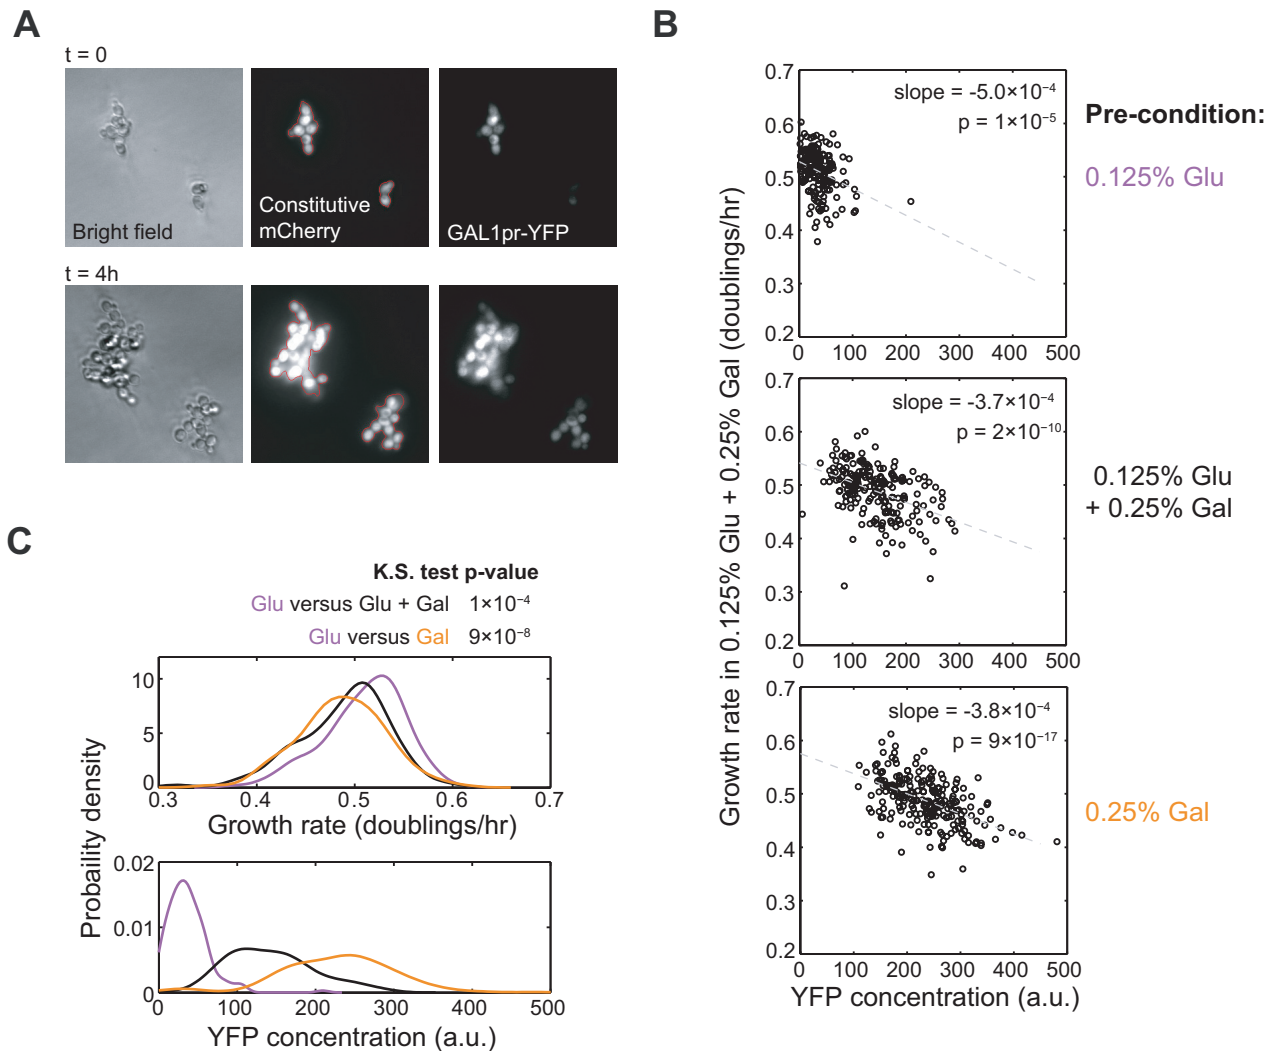 A
t = 0
Bright field
Constitutive
mCherry
GAL1pr-YFP
t = 4h
B
Growth rate in 0.125% Glu + 0.25% Gal (doublings/hr)
0.7
0.6
0.5
0.4
0.3
0.2
slope = -5.0×10⁻⁴
p = 1×10⁻⁵
0 100 200 300 400 500
Pre-condition:
0.125% Glu
0.7
0.6
0.5
0.4
0.3
0.2
slope = -3.7×10⁻⁴
p = 2×10⁻¹⁰
0 100 200 300 400 500
0.125% Glu
+ 0.25% Gal
0.7
0.6
0.5
0.4
0.3
0.2
slope = -3.8×10⁻⁴
p = 9×10⁻¹⁷
0 100 200 300 400 500
YFP concentration (a.u.)
0.25% Gal
C
K.S. test p-value
Glu versus Glu + Gal 1×10⁻⁴
Glu versus Gal 9×10⁻⁸
Probaility density
10
5
0
0.3 0.4 0.5 0.6 0.7
Growth rate (doublings/hr)
0.02
0.01
0
0 100 200 300 400 500
YFP concentration (a.u.)